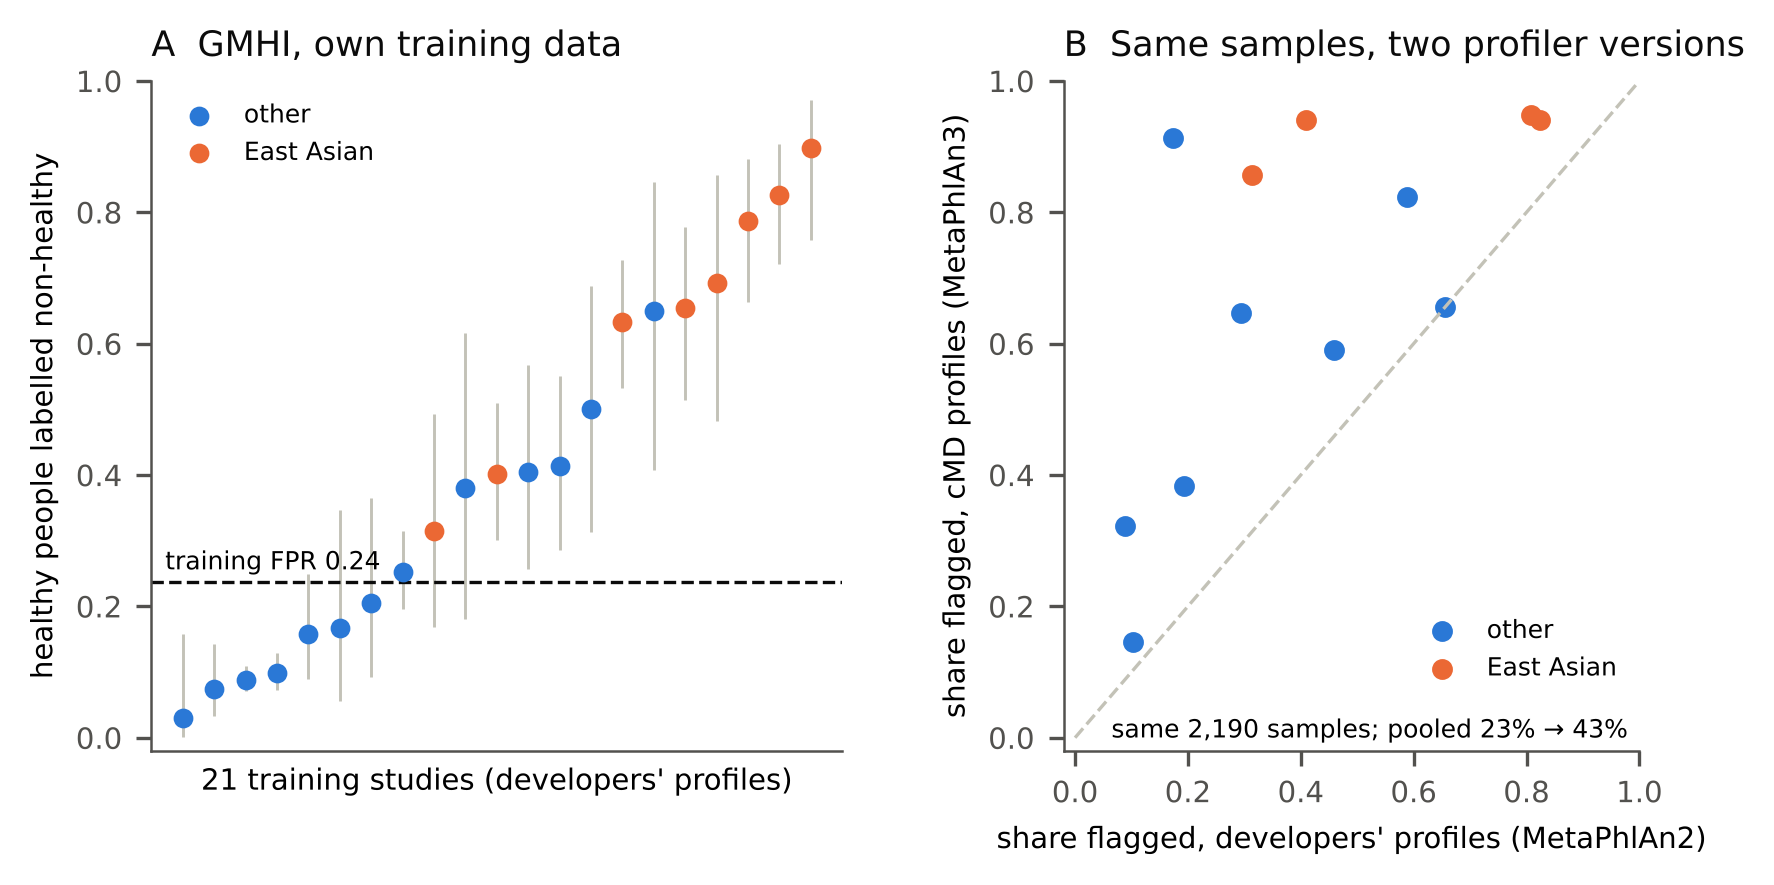 A GMHI, own training data
healthy people labelled non-healthy
1.0
0.8
0.6
0.4
0.2
0.0
other
East Asian
training FPR 0.24
21 training studies (developers' profiles)
B Same samples, two profiler versions
share flagged, cMD profiles (MetaPhlAn3)
1.0
0.8
0.6
0.4
0.2
0.0
other
East Asian
same 2,190 samples; pooled 23% → 43%
0.0 0.2 0.4 0.6 0.8 1.0
share flagged, developers' profiles (MetaPhlAn2)